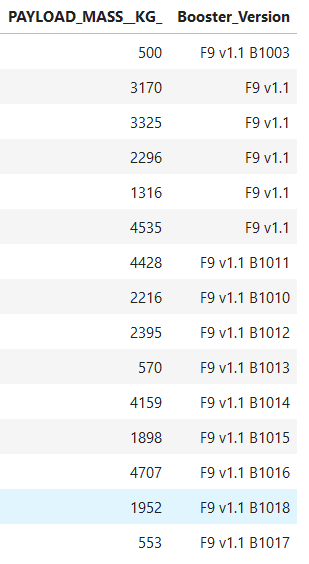 PAYLOAD_MASS__KG_ Booster_Version
500 F9 v1.1 B1003
3170 F9 v1.1
3325 F9 v1.1
2296 F9 v1.1
1316 F9 v1.1
4535 F9 v1.1
4428 F9 v1.1 B1011
2216 F9 v1.1 B1010
2395 F9 v1.1 B1012
570 F9 v1.1 B1013
4159 F9 v1.1 B1014
1898 F9 v1.1 B1015
4707 F9 v1.1 B1016
1952 F9 v1.1 B1018
553 F9 v1.1 B1017